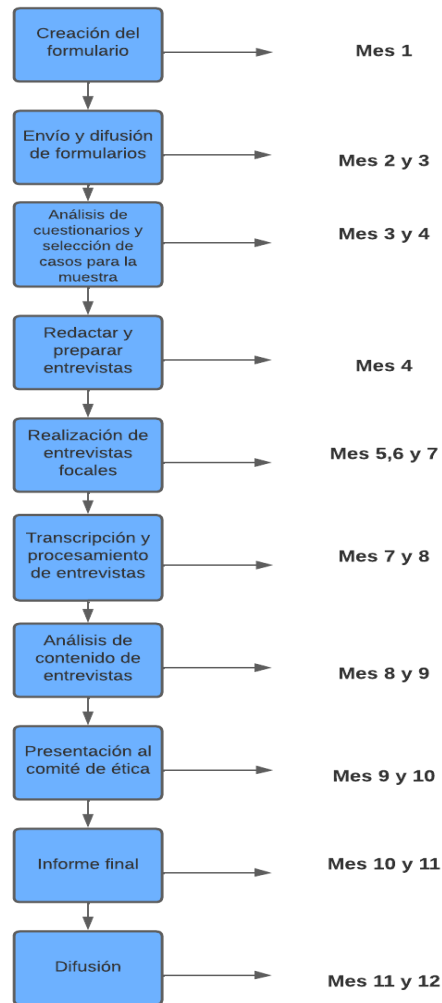 Creación del
formulario
Mes 1
Envío y difusión
de formularios
Mes 2 y 3
Análisis de
cuestionarios y
selección de
casos para la
muestra
Mes 3 y 4
Redactar y
preparar
entrevistas
Mes 4
Realización de
entrevistas
focales
Mes 5,6 y 7
Transcripción y
procesamiento
de entrevistas
Mes 7 y 8
Análisis de
contenido de
entrevistas
Mes 8 y 9
Presentación al
comité de ética
Mes 9 y 10
Informe final
Mes 10 y 11
Difusión
Mes 11 y 12